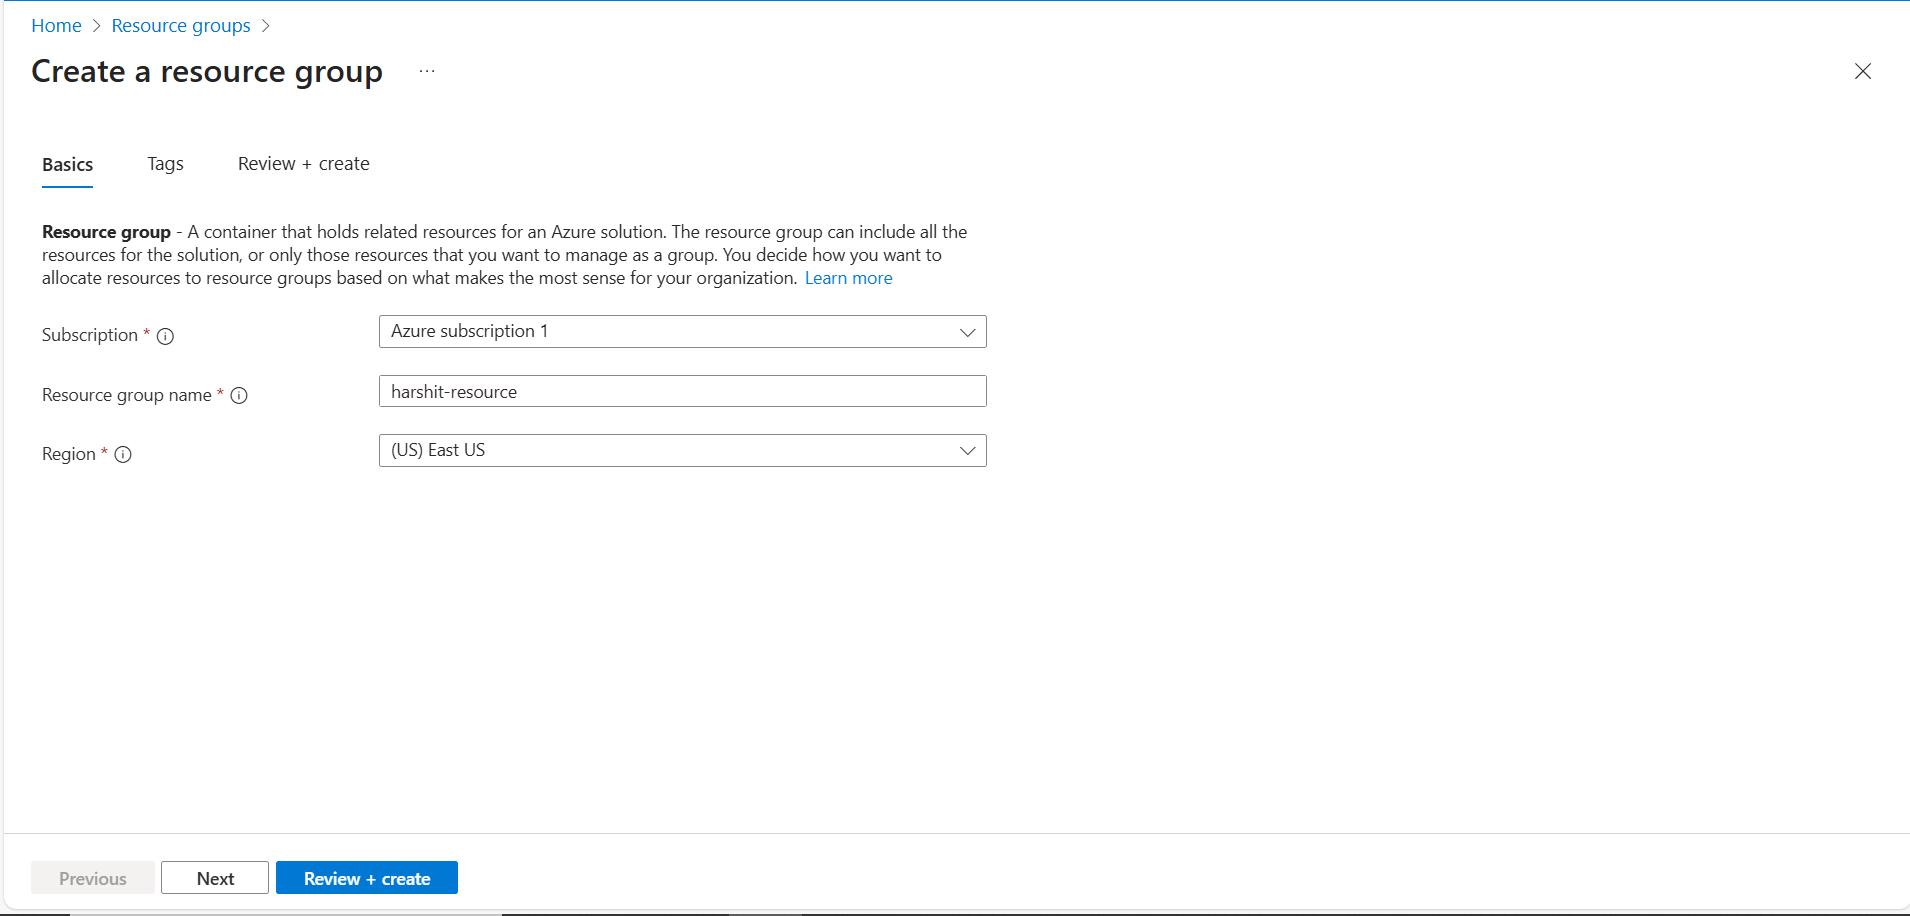 Home > Resource groups >
Create a resource group ...
Basics Tags Review + create
Resource group - A container that holds related resources for an Azure solution. The resource group can include all the
resources for the solution, or only those resources that you want to manage as a group. You decide how you want to
allocate resources to resource groups based on what makes the most sense for your organization. Learn more
Subscription * Azure subscription 1
Resource group name * harshit-resource
Region * (US) East US
Previous Next Review + create